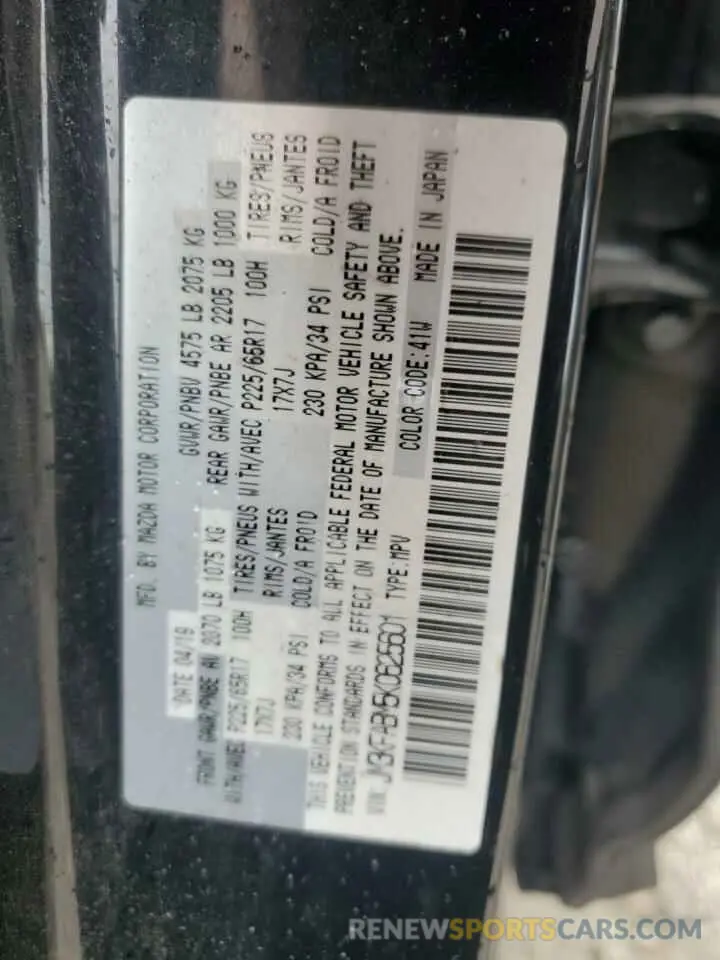 MFD. BY MAZDA MOTOR CORPORATION
DATE 04/19 GVWR/PNBV 4575 LB 2075 KG
FRONT GAWR/PNBE AV 2370 LB 1075 KG REAR GAWR/PNBE AR 2205 LB 1000 KG
WITH/AVEC P225/65R17 100H TIRES/PNEUS WITH/AVEC P225/65R17 100H TIRES/PNEUS
17X7J RIMS/JANTES 17X7J RIMS/JANTES
230 KPA/34 PSI COLD/A FROID 230 KPA/34 PSI COLD/A FROID
THIS VEHICLE CONFORMS TO ALL APPLICABLE FEDERAL MOTOR VEHICLE SAFETY AND THEFT
PREVENTION STANDARDS IN EFFECT ON THE DATE OF MANUFACTURE SHOWN ABOVE.
VIN: JM3KFABM5K0625601 TYPE:MPV COLOR CODE:41W MADE IN JAPAN
RENEWSPORTSCARS.COM